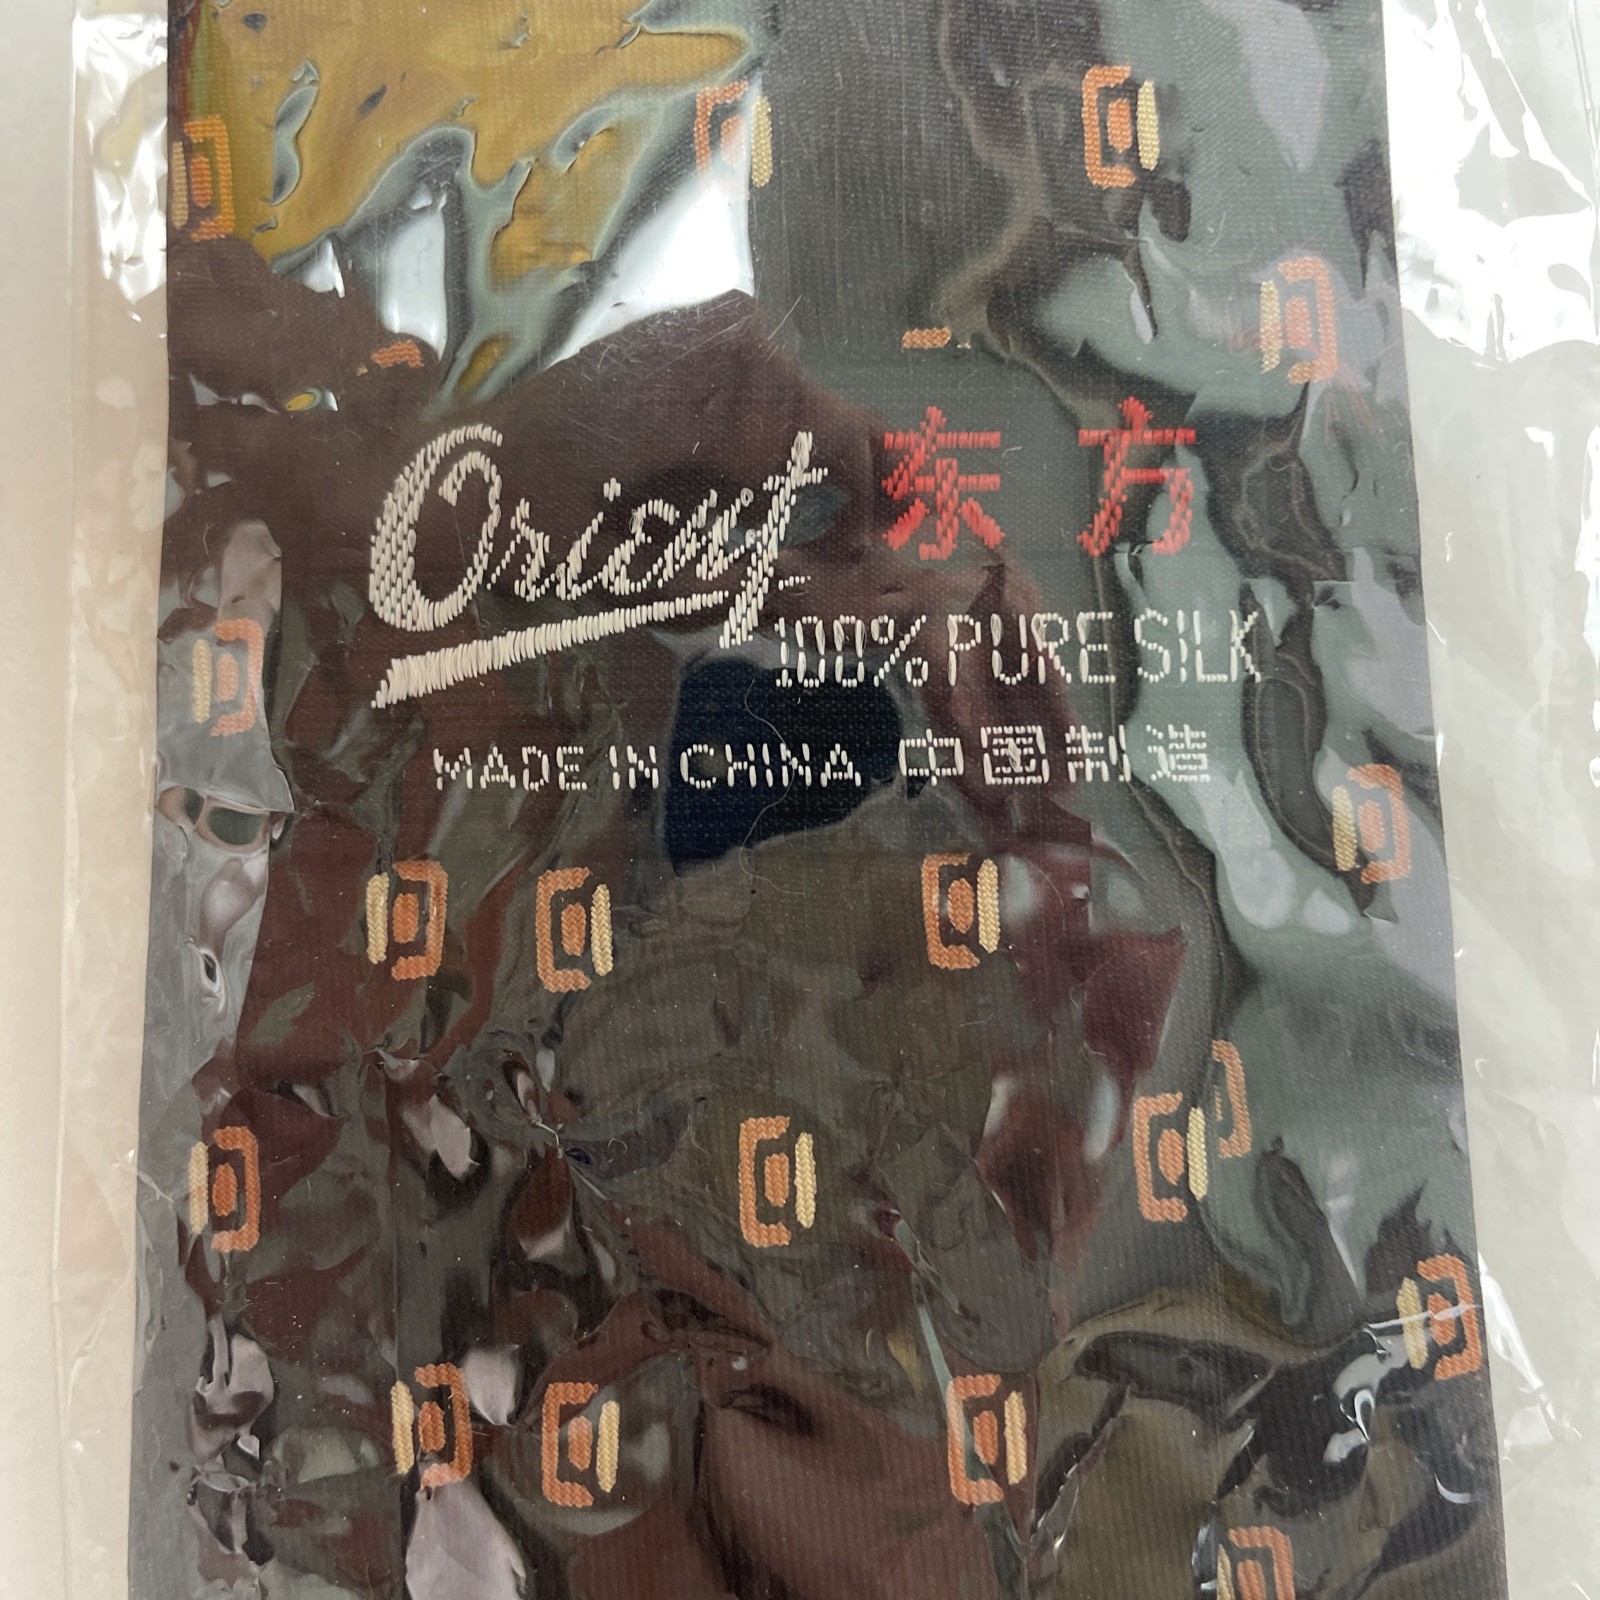 Orient 东方
100% PURE SILK
MADE IN CHINA 中国制造